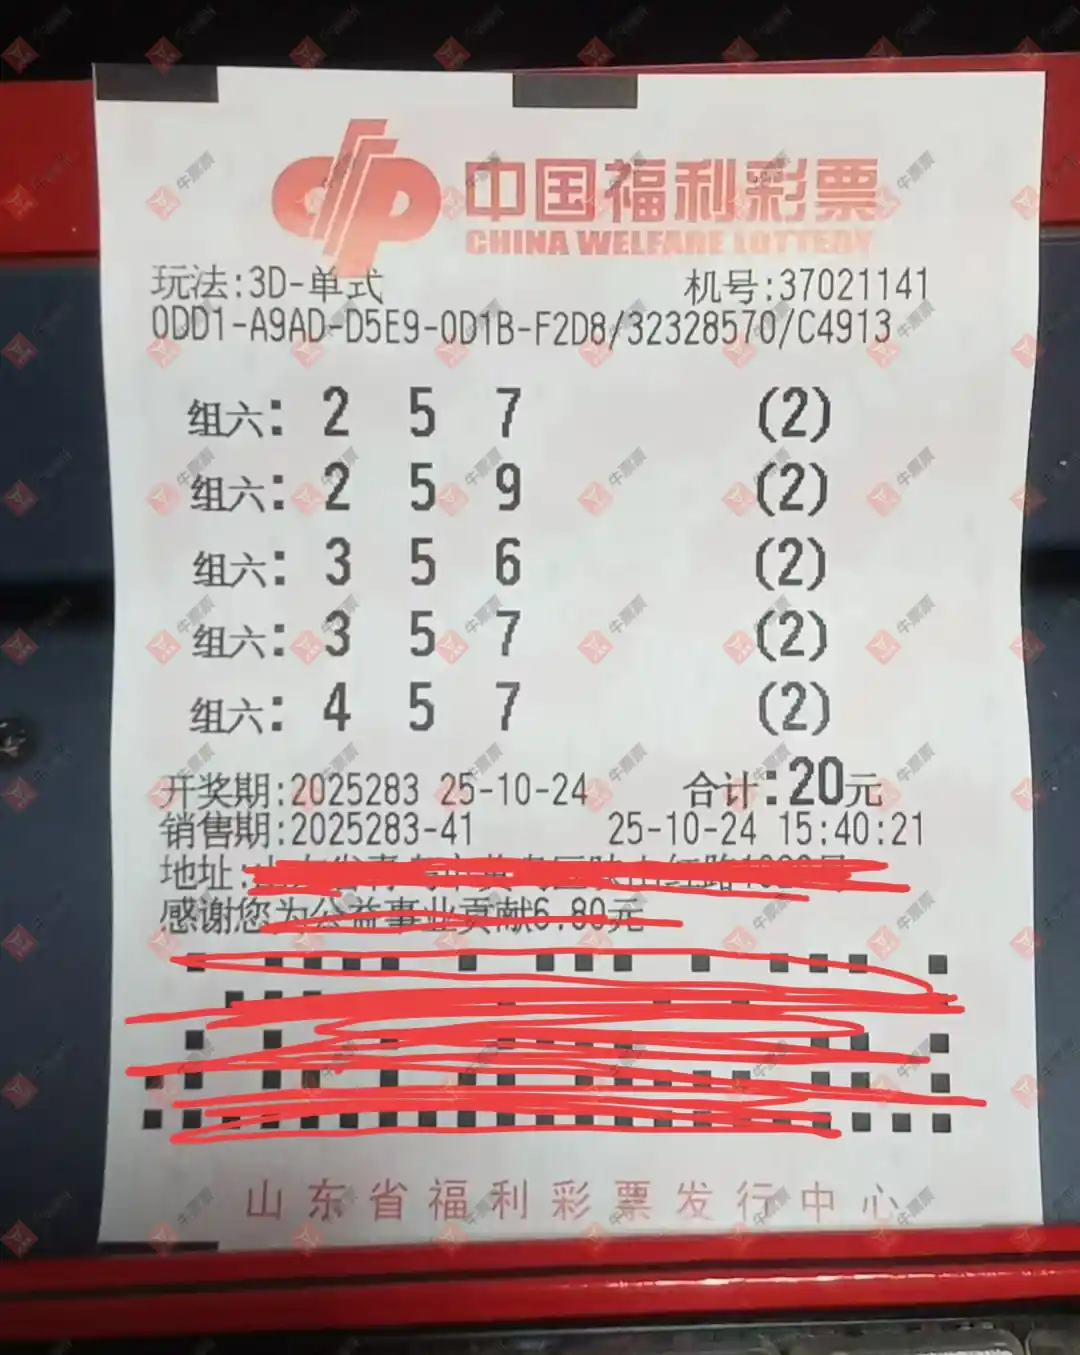 中国福利彩票
CHINA WELFARE LOTTERY
玩法:3D-单式 机号:37021141
0DD1-A9AD-D5E9-0D1B-F2D8/32328570/C4913
组六: 2 5 7 (2)
组六: 2 5 9 (2)
组六: 3 5 6 (2)
组六: 3 5 7 (2)
组六: 4 5 7 (2)
开奖期:2025283 25-10-24 合计:20元
销售期:2025283-41 25-10-24 15:40:21
地址:
感谢您为公益事业贡献6.80元
山东省福利彩票发行中心
牛票票